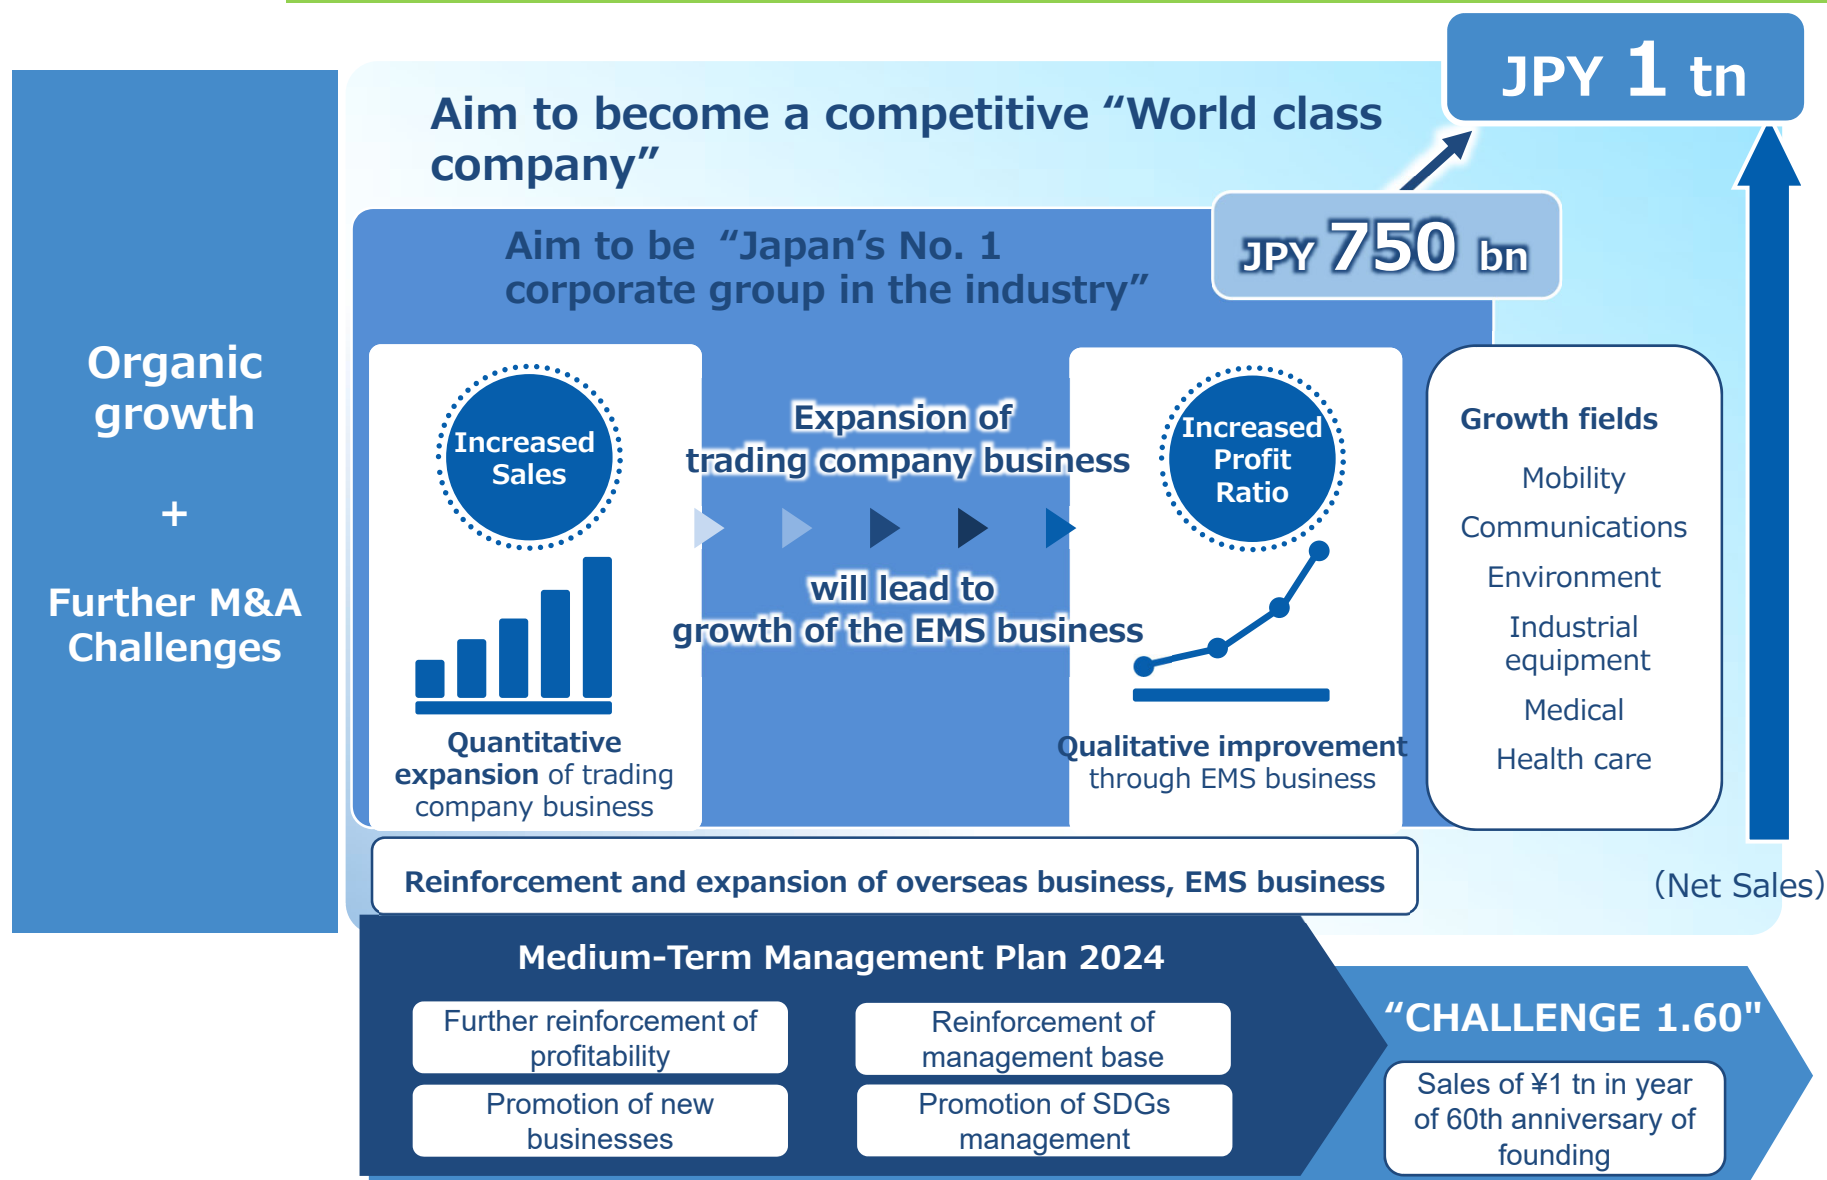 JPY 1 tn
Aim to become a competitive “World class
company”
JPY 750 bn
Aim to be “Japan’s No. 1
corporate group in the industry”
Organic
growth
+
Further M&A
Challenges
Increased
Sales
Quantitative
expansion of trading
company business
Expansion of
trading company business
will lead to
growth of the EMS business
Increased
Profit
Ratio
Qualitative improvement
through EMS business
Growth fields
Mobility
Communications
Environment
Industrial
equipment
Medical
Health care
Reinforcement and expansion of overseas business, EMS business
(Net Sales)
Medium-Term Management Plan 2024
Further reinforcement of
profitability
Reinforcement of
management base
Promotion of new
businesses
Promotion of SDGs
management
“CHALLENGE 1.60"
Sales of ¥1 tn in year
of 60th anniversary of
founding